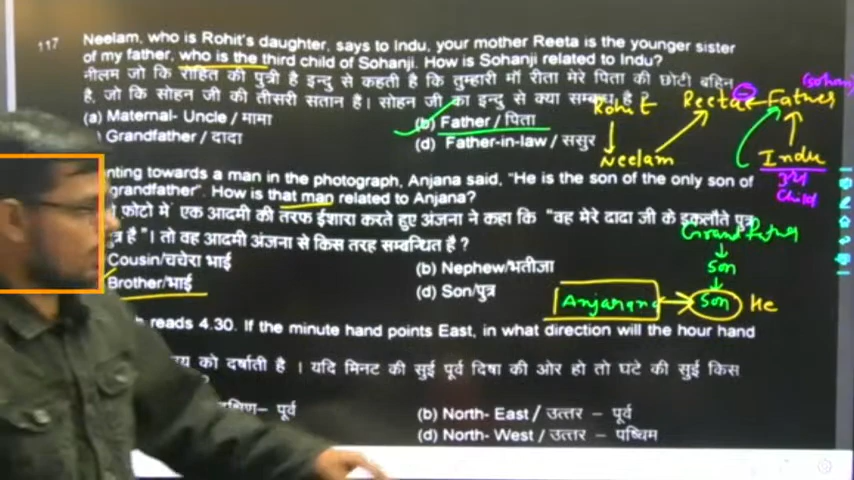 117
Neelam, who is Rohit's daughter, says to Indu, your mother Reeta is the younger sister
of my father, who is the third child of Sohanji. How is Sohanji related to Indu?
नीलम जो कि रोहित की पुत्री है इन्दु से कहती है कि तुम्हारी माँ रीता मेरे पिता की छोटी बहिन
है, जो कि सोहन जी की तीसरी सतान है। सोहन जी का इन्दु से क्या सम्बन्ध है ?
(a) Maternal- Uncle / मामा
(b) Father / पिता
) Grandfather / दादा
(d) Father-in-law / ससुर
Rohit
Reeta
Father
(Sohan)
Neelam
Indu
3rd
child
nting towards a man in the photograph, Anjana said, "He is the son of the only son of
grandfather". How is that man related to Anjana?
फोटो में एक आदमी की तरफ ईशारा करते हुए अंजना ने कहा कि "वह मेरे दादा जी के इकलौते पुत्र
त्र है"। तो वह आदमी अंजना से किस तरह सम्बन्धित है ?
Cousin/चचेरा भाई
(b) Nephew/भतीजा
Brother/भाई
(d) Son/पुत्र
Grandfather
Son
Son
He
reads 4.30. If the minute hand points East, in what direction will the hour hand
को दर्शाती है । यदि मिनट की सुई पूर्व दिषा की ओर हो तो घटे की सुई किस
पूर्व
(b) North- East / उत्तर – पूर्व
(d) North- West / उत्तर – पष्चिम